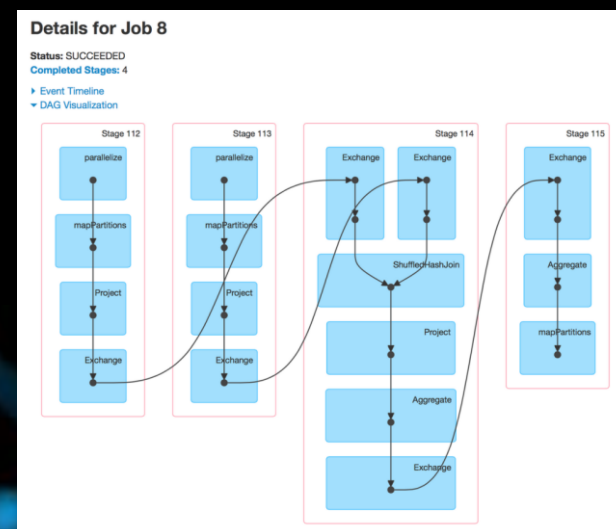 Details for Job 8
Status: SUCCEEDED
Completed Stages: 4
Event Timeline
DAG Visualization
Stage 112
parallelize
mapPartitions
Project
Exchange
Stage 113
parallelize
mapPartitions
Project
Exchange
Stage 114
Exchange
Exchange
ShuffledHashJoin
Project
Aggregate
Exchange
Stage 115
Exchange
Aggregate
mapPartitions